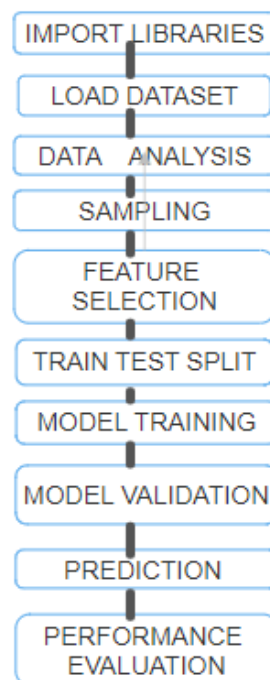 IMPORT LIBRARIES
LOAD DATASET
DATA ANALYSIS
SAMPLING
FEATURE
SELECTION
TRAIN TEST SPLIT
MODEL TRAINING
MODEL VALIDATION
PREDICTION
PERFORMANCE
EVALUATION